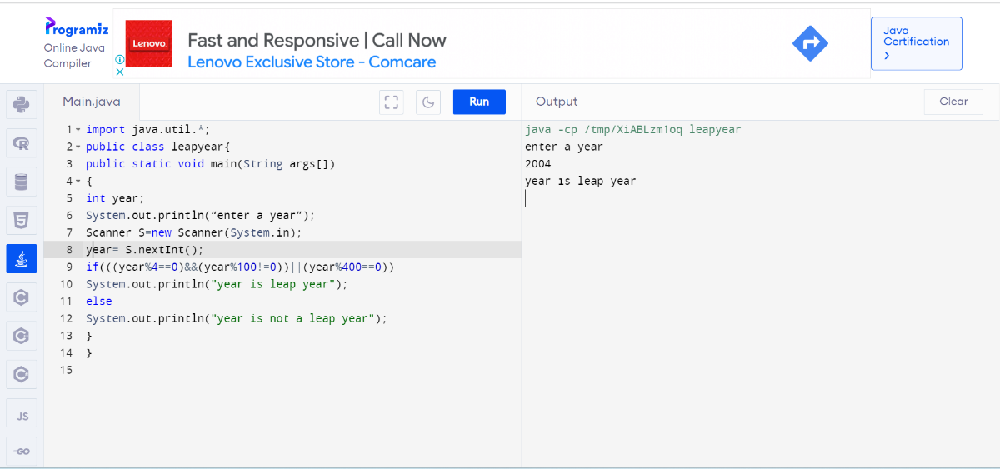 Programiz
Online Java
Compiler
Lenovo
Fast and Responsive | Call Now
Lenovo Exclusive Store - Comcare
Java
Certification
Main.java
Run
Output
Clear
1 import java.util.*;
2 public class leapyear{
3 public static void main(String args[])
4 {
5 int year;
6 System.out.println(“enter a year”);
7 Scanner S=new Scanner(System.in);
8 year= S.nextInt();
9 if(((year%4==0)&&(year%100!=0))||(year%400==0))
10 System.out.println("year is leap year");
11 else
12 System.out.println("year is not a leap year");
13 }
14 }
15
java -cp /tmp/XiABLzm1oq leapyear
enter a year
2004
year is leap year
R
5
C
C
C
JS
GO